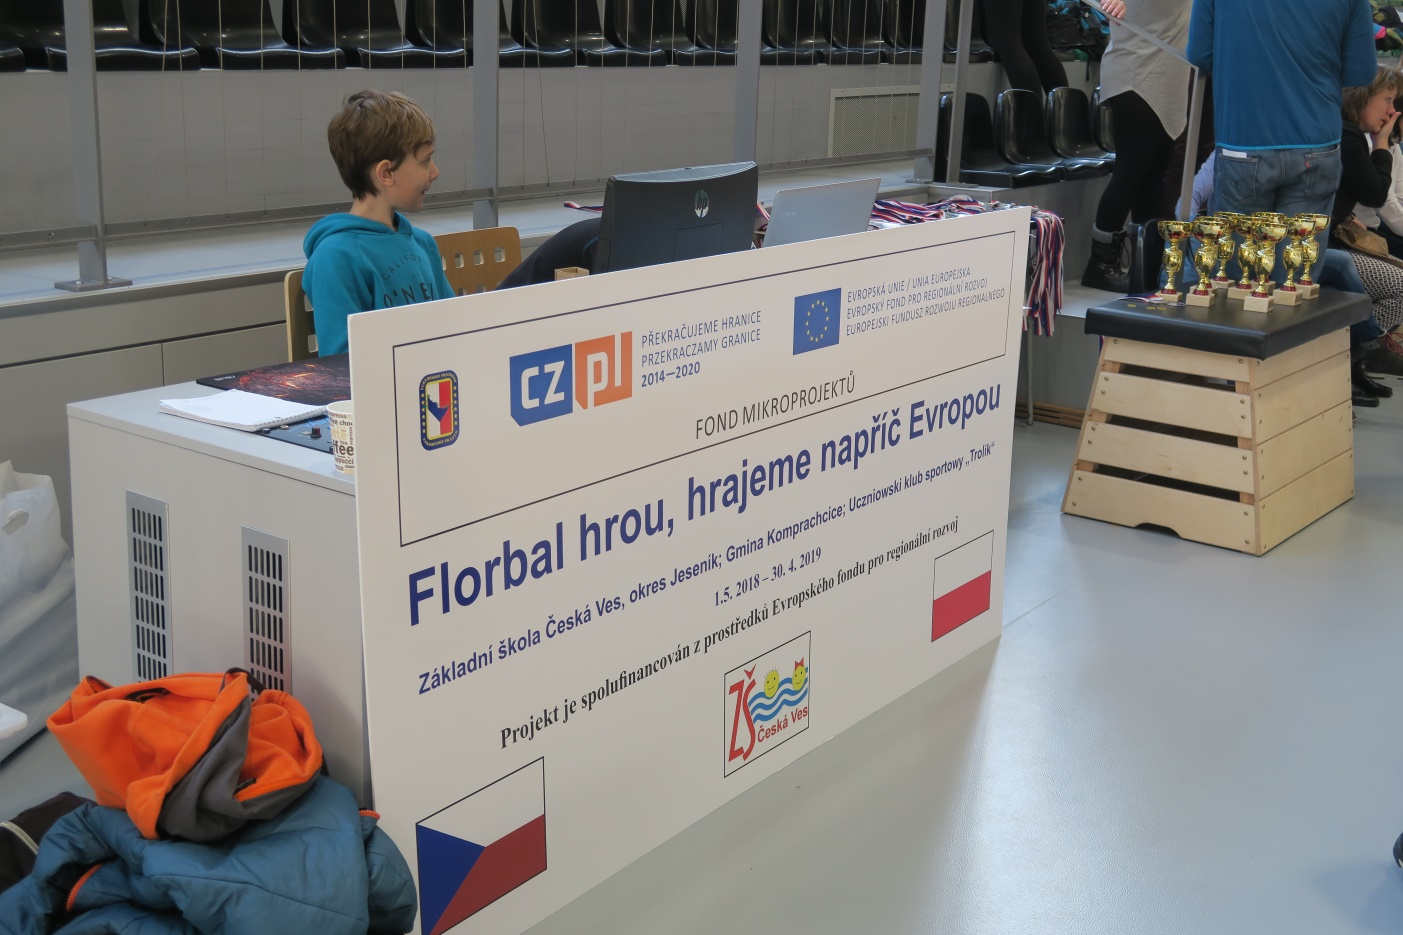 CALIFORNIA
O'NE
hp
cz pl
PŘEKRAČUJEME HRANICE
PRZEKRACZAMY GRANICE
2014—2020
EVROPSKÁ UNIE / UNIA EUROPEJSKA
EVROPSKÝ FOND PRO REGIONÁLNÍ ROZVOJ
EUROPEJSKI FUNDUSZ ROZWOJU REGIONALNEGO
FOND MIKROPROJEKTŮ
Florbal hrou, hrajeme napříč Evropou
Základní škola Česká Ves, okres Jeseník; Gmina Komprachcice; Uczniowski klub sportowy „Trolik“
1.5. 2018 – 30. 4. 2019
Projekt je spolufinancován z prostředků Evropského fondu pro regionální rozvoj
ZŠ
Česká Ves